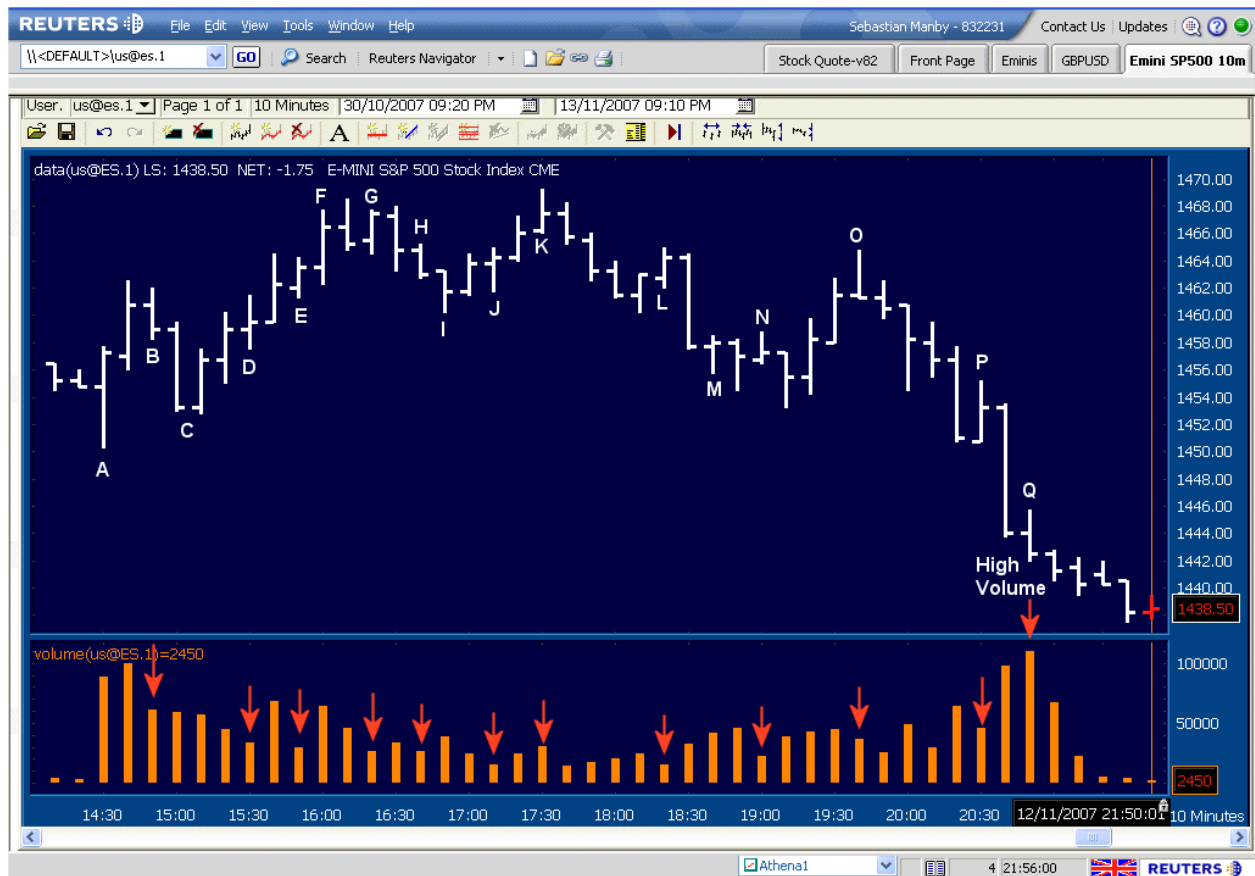 REUTERS File Edit View Tools Window Help Sebastian Manby - 832231 Contact Us Updates
\\<DEFAULT>\us@es.1 GO Search Reuters Navigator Stock Quote-v82 Front Page Eminis GBPUSD Emini SP500 10m
User. us@es.1 Page 1 of 1 10 Minutes 30/10/2007 09:20 PM 13/11/2007 09:10 PM
data(us@ES.1) LS: 1438.50 NET: -1.75 E-MINI S&P 500 Stock Index CME
1470.00
1468.00
1466.00
1464.00
1462.00
1460.00
1458.00
1456.00
1454.00
1452.00
1450.00
1448.00
1446.00
1444.00
1442.00
1440.00
1438.50
A
B
C
D
E
F
G
H
I
J
K
L
M
N
O
P
Q
High
Volume
volume(us@ES.1)=2450
100000
50000
2450
14:30 15:00 15:30 16:00 16:30 17:00 17:30 18:00 18:30 19:00 19:30 20:00 20:30 12/11/2007 21:50:01 10 Minutes
Athena1 4 21:56:00 REUTERS